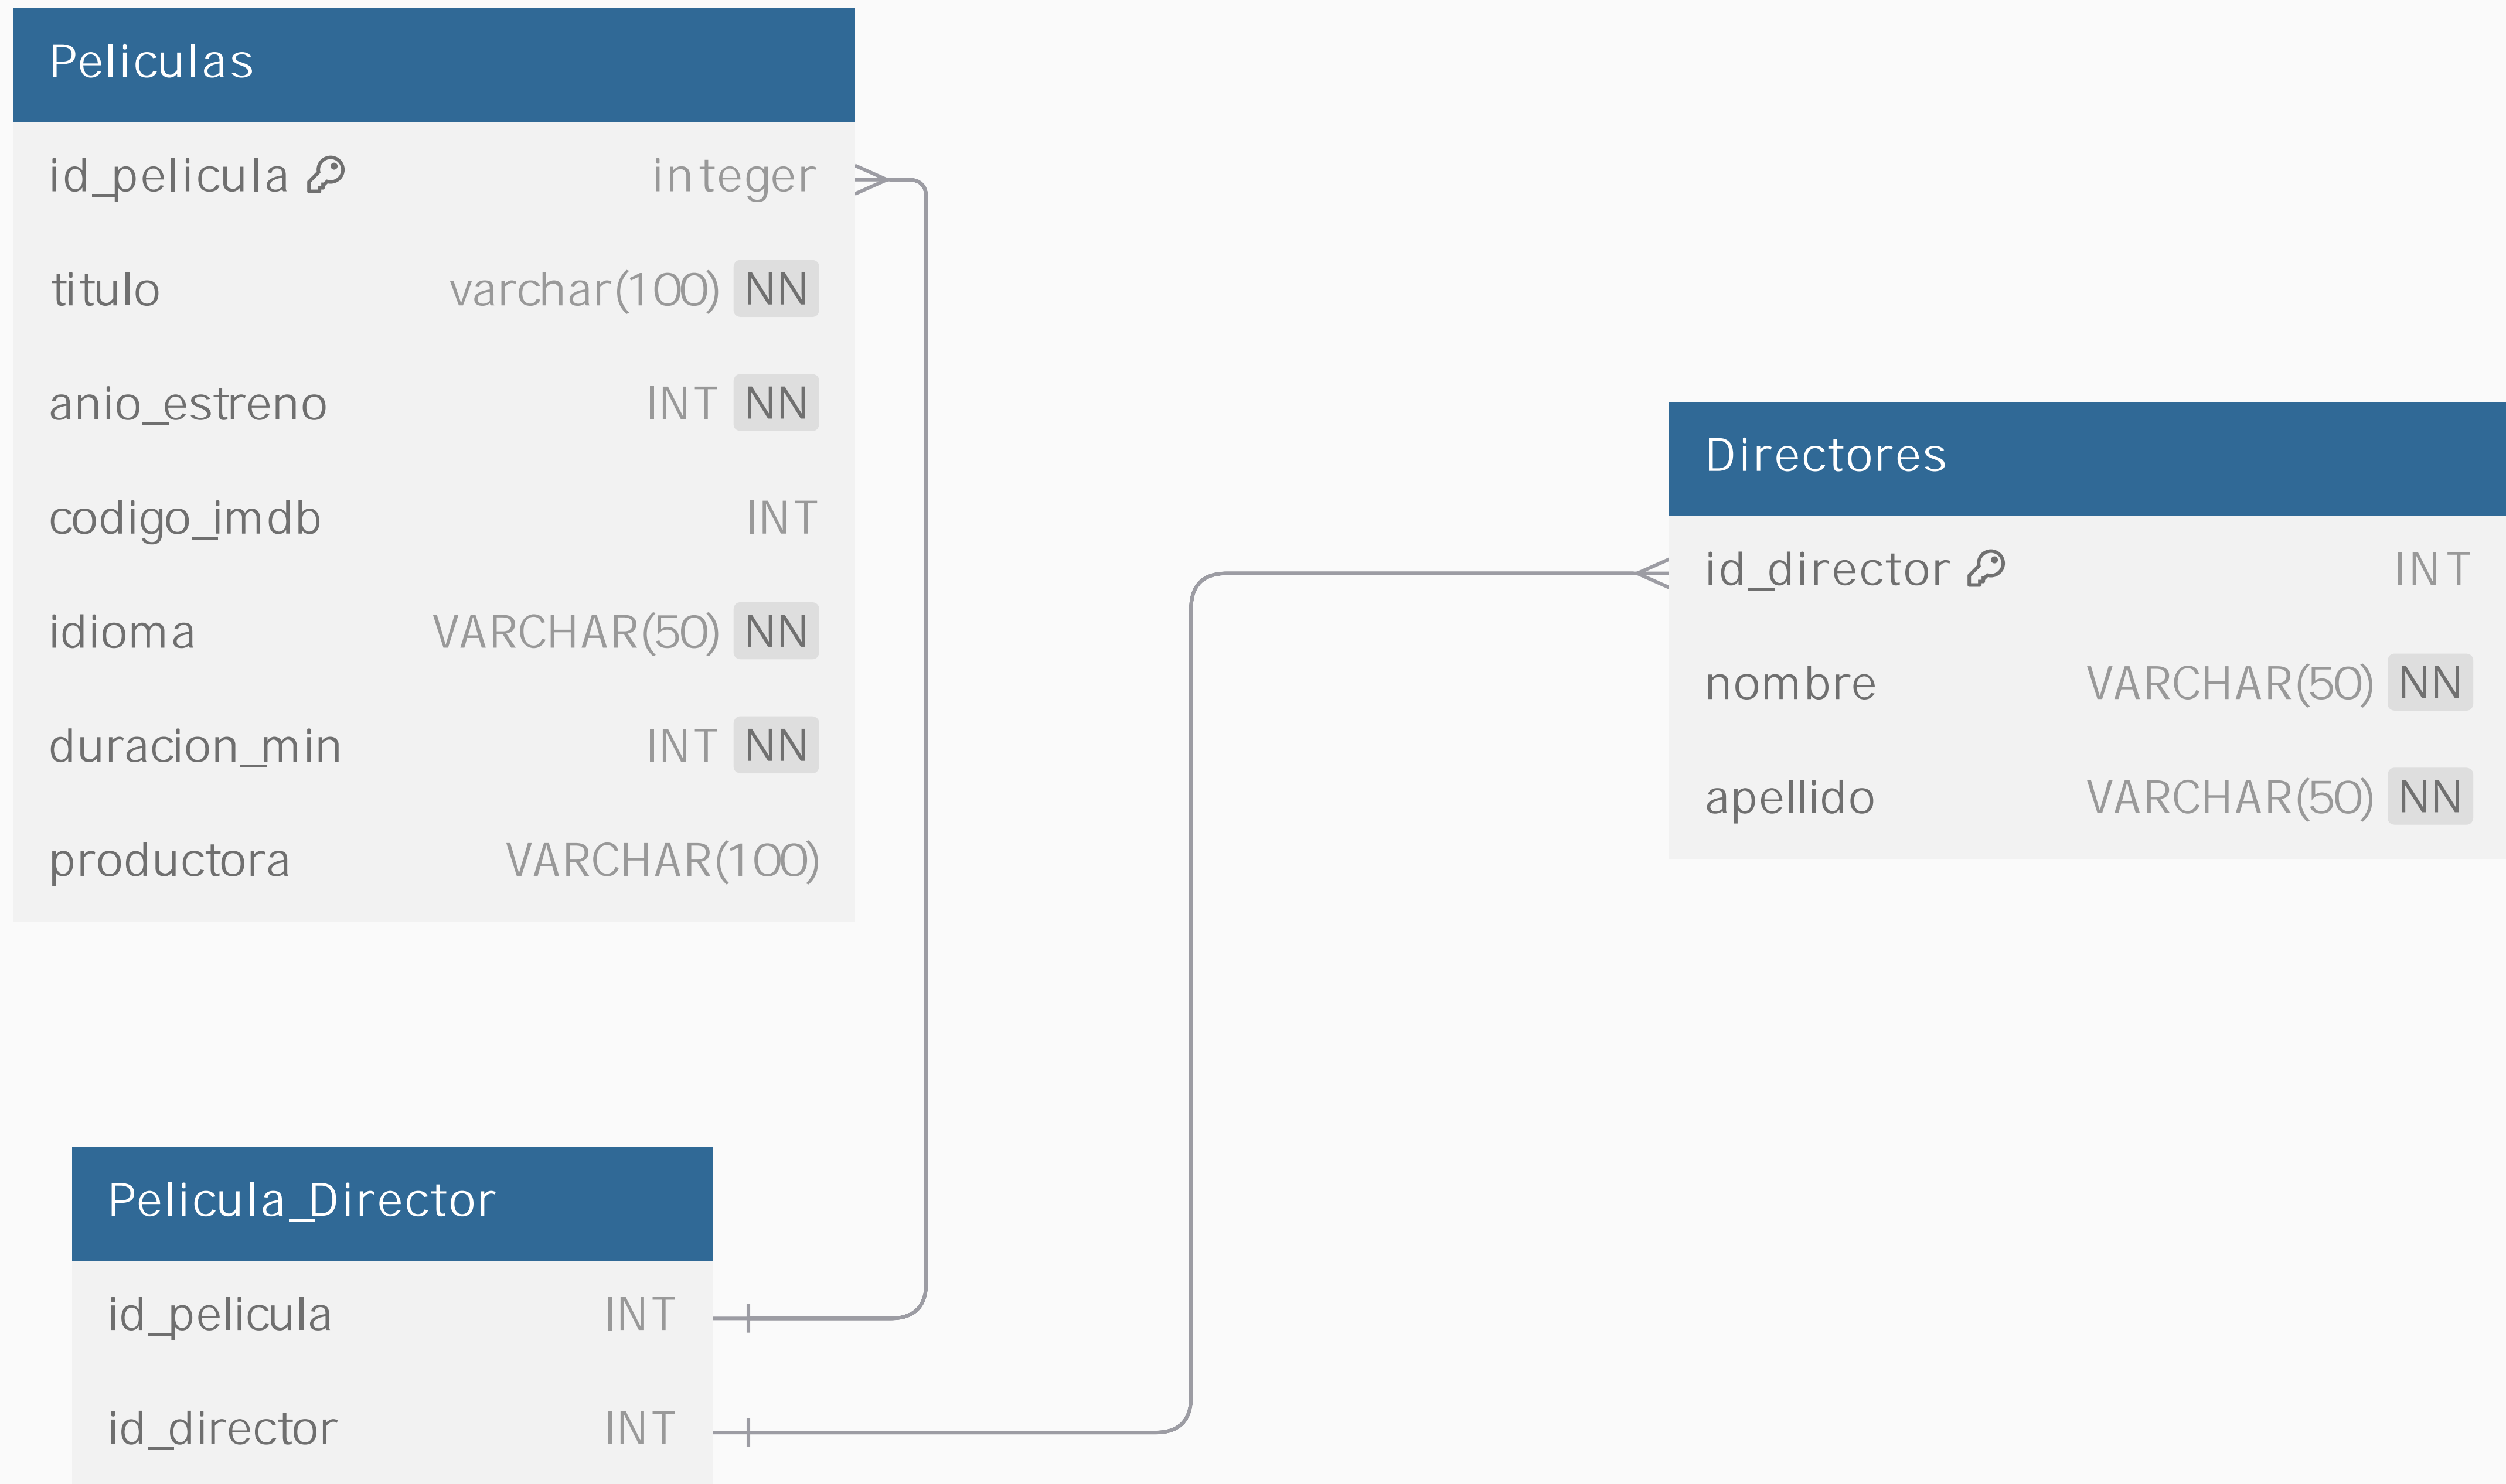 Peliculas
id_pelicula integer
titulo varchar(100) NN
anio_estreno INT NN
codigo_imdb INT
idioma VARCHAR(50) NN
duracion_min INT NN
productora VARCHAR(100)
Directores
id_director INT
nombre VARCHAR(50) NN
apellido VARCHAR(50) NN
Pelicula_Director
id_pelicula INT
id_director INT